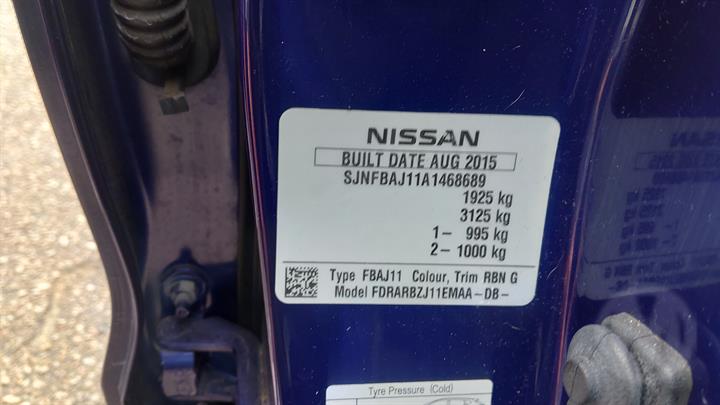 NISSAN
BUILT DATE AUG 2015
SJNFBAJ11A1468689
1925 kg
3125 kg
1– 995 kg
2– 1000 kg
Type FBAJ11 Colour, Trim RBN G
Model FDRARBZJ11EMAA–DB–
Tyre Pressure (Cold)